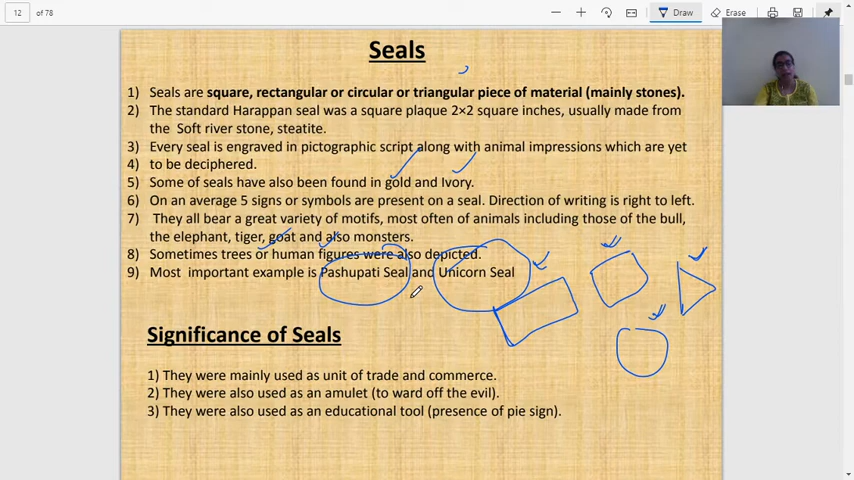 12 of 78
Draw
Erase
Seals
1) Seals are square, rectangular or circular or triangular piece of material (mainly stones).
2) The standard Harappan seal was a square plaque 2×2 square inches, usually made from
the Soft river stone, steatite.
3) Every seal is engraved in pictographic script along with animal impressions which are yet
4) to be deciphered.
5) Some of seals have also been found in gold and Ivory.
6) On an average 5 signs or symbols are present on a seal. Direction of writing is right to left.
7) They all bear a great variety of motifs, most often of animals including those of the bull,
the elephant, tiger, goat and also monsters.
8) Sometimes trees or human figures were also depicted.
9) Most important example is Pashupati Seal and Unicorn Seal
Significance of Seals
1) They were mainly used as unit of trade and commerce.
2) They were also used as an amulet (to ward off the evil).
3) They were also used as an educational tool (presence of pie sign).